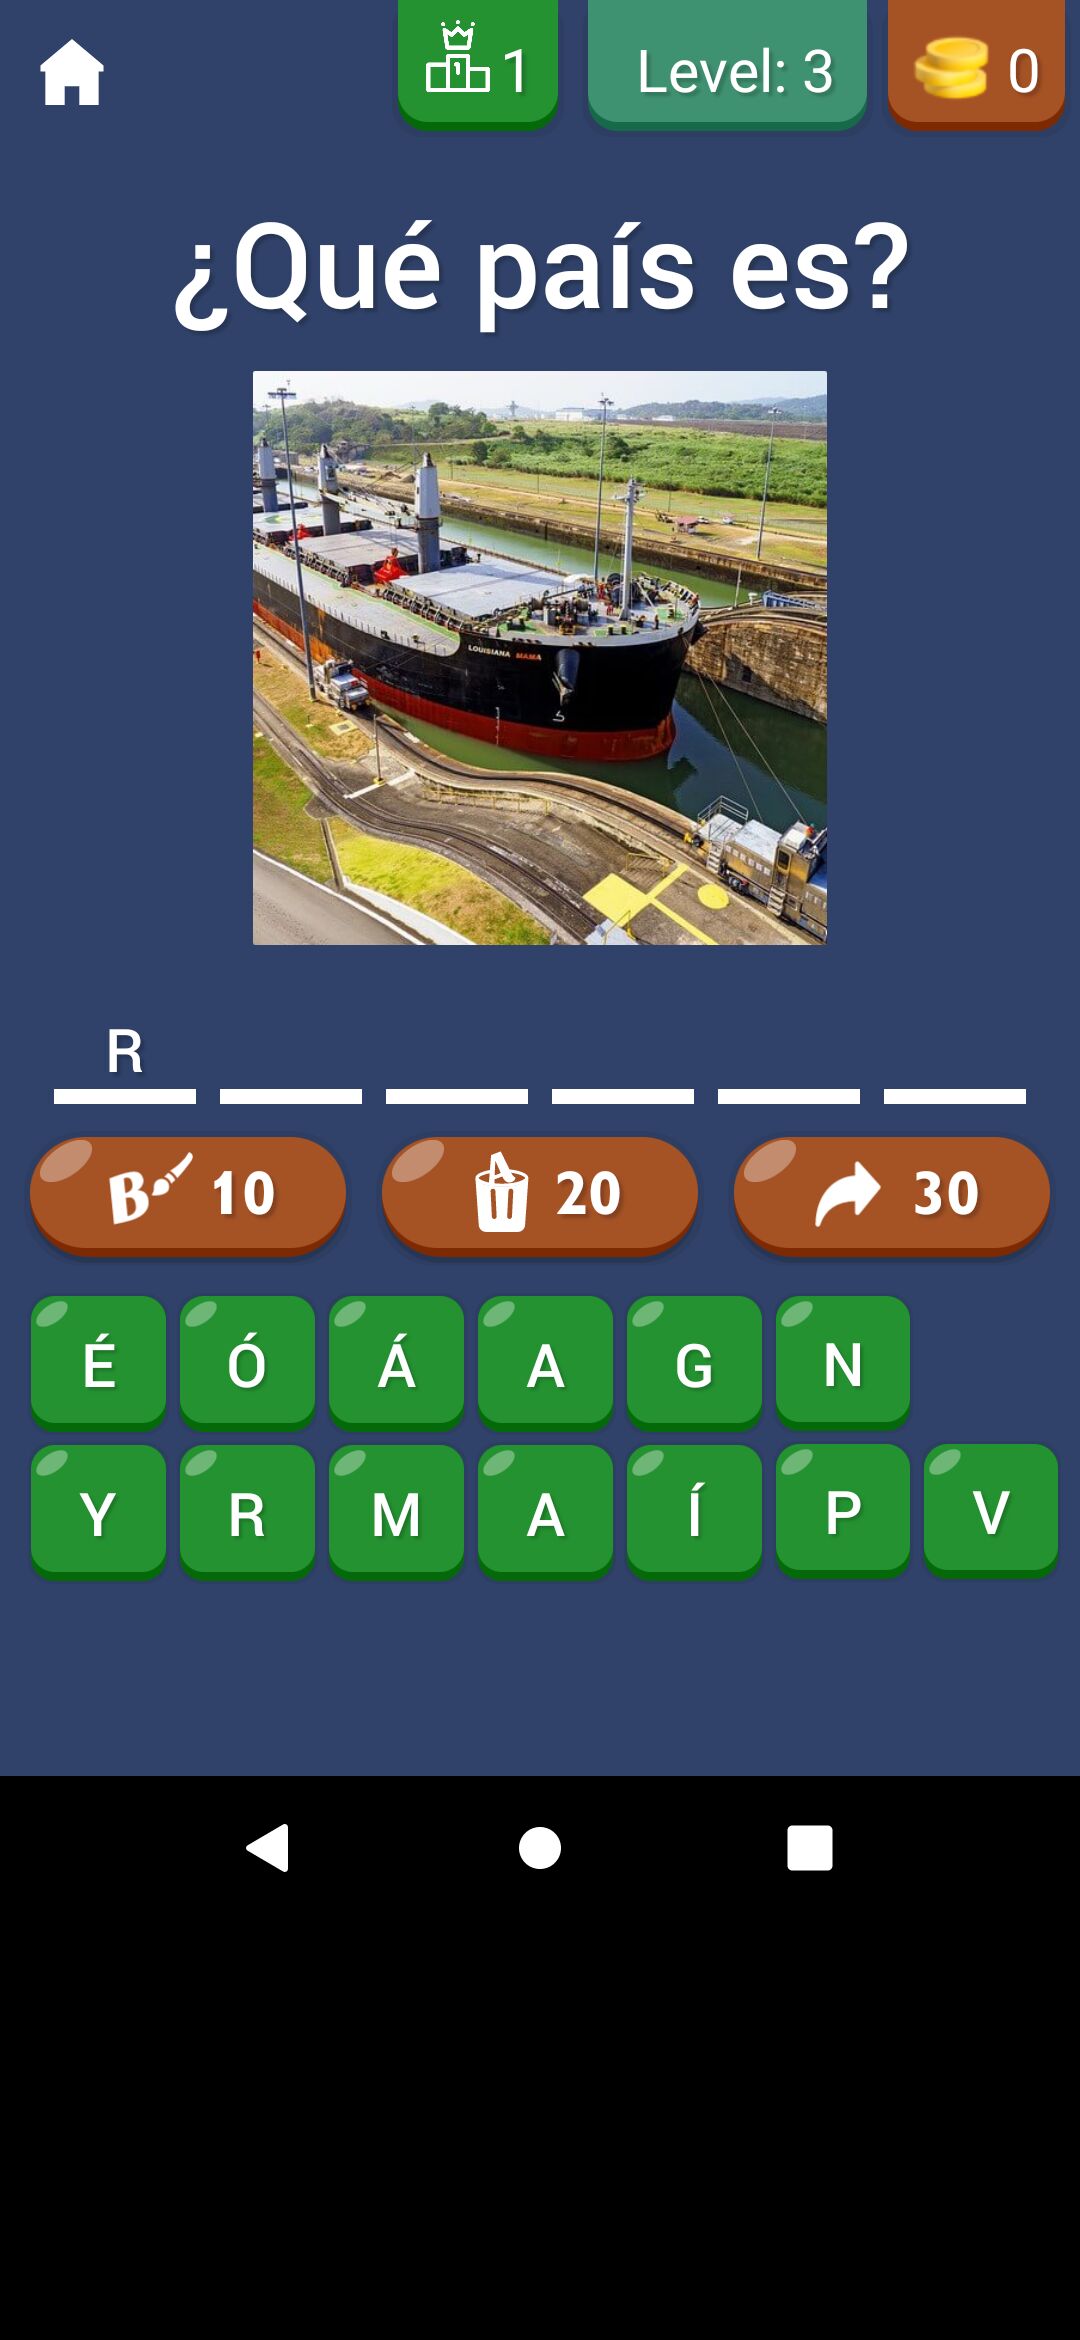 1
Level: 3
0
¿Qué país es?
LOUISIANA MAMA
R
B 10
20
30
É Ó Á A G N
Y R M A Í P V